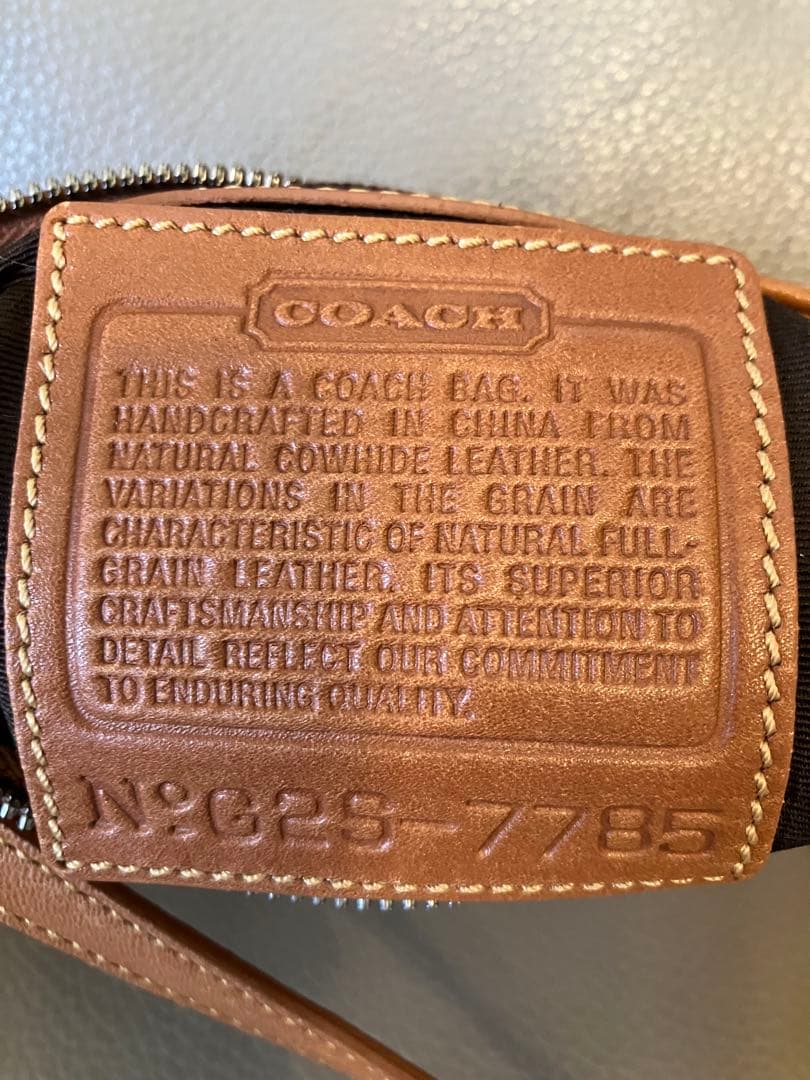 COACH
THIS IS A COACH BAG. IT WAS
HANDCRAFTED IN CHINA FROM
NATURAL COWHIDE LEATHER. THE
VARIATIONS IN THE GRAIN ARE
CHARACTERISTIC OF NATURAL FULL-
GRAIN LEATHER. ITS SUPERIOR
CRAFTSMANSHIP AND ATTENTION TO
DETAIL REFLECT OUR COMMITMENT
TO ENDURING QUALITY.
Nº G2S-7785